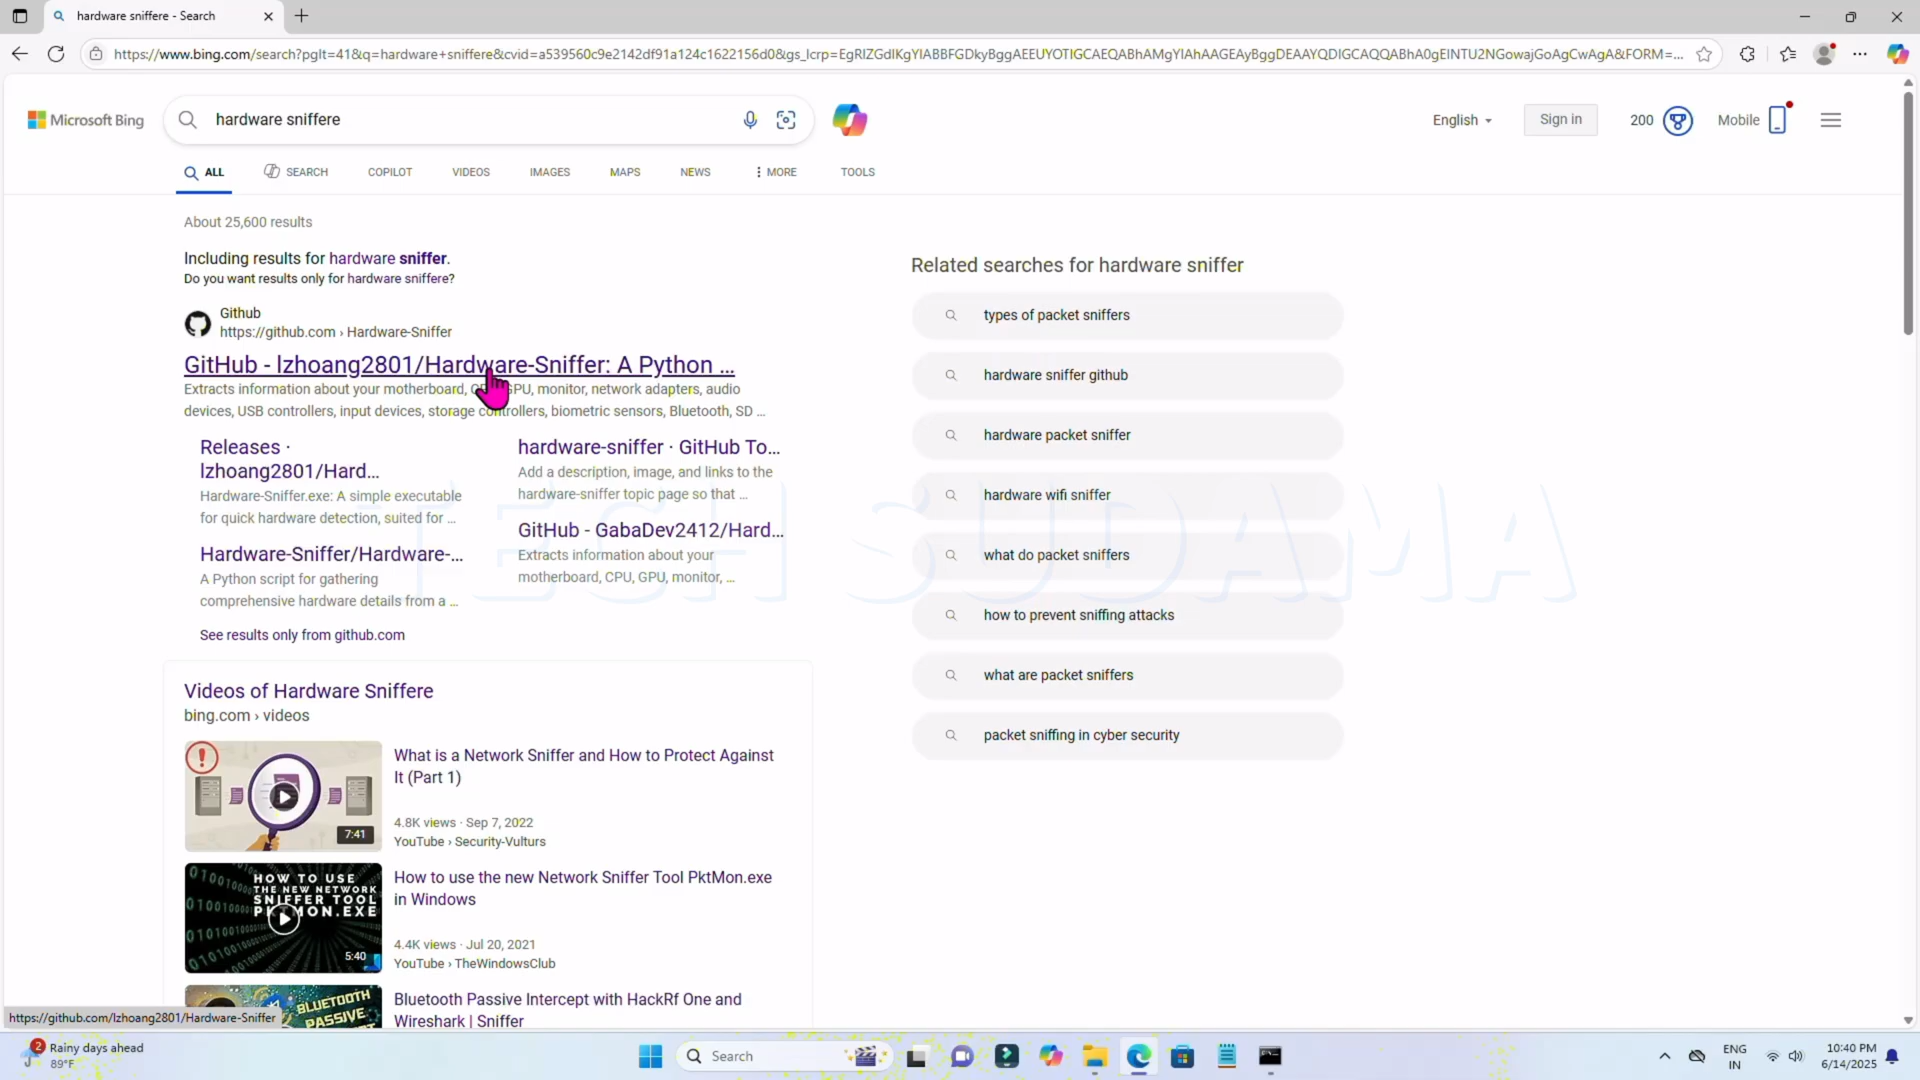 hardware sniffere - Search
https://www.bing.com/search?pglt=41&q=hardware+sniffere&cvid=a539560c9e2142df91a124c1622156d0&gs_lcrp=EgRlZGdlKgYIABBFGDkyBggAEEUYOTIGCAEQABhAMgYIAhAAGEAyBggDEAAYQDIGCAQQABhA0gEINTU2NGowajGoAgCwAgA&FORM=...
Microsoft Bing
hardware sniffere
English
Sign in
200
Mobile
ALL
SEARCH
COPILOT
VIDEOS
IMAGES
MAPS
NEWS
MORE
TOOLS
About 25,600 results
Including results for hardware sniffer.
Do you want results only for hardware sniffere?
Github
https://github.com › Hardware-Sniffer
GitHub - lzhoang2801/Hardware-Sniffer: A Python ...
Extracts information about your motherboard, CPU, GPU, monitor, network adapters, audio
devices, USB controllers, input devices, storage controllers, biometric sensors, Bluetooth, SD ...
Releases ·
lzhoang2801/Hard...
Hardware-Sniffer.exe: A simple executable
for quick hardware detection, suited for ...
Hardware-Sniffer/Hardware-...
A Python script for gathering
comprehensive hardware details from a ...
hardware-sniffer · GitHub To...
Add a description, image, and links to the
hardware-sniffer topic page so that ...
GitHub - GabaDev2412/Hard...
Extracts information about your
motherboard, CPU, GPU, monitor, ...
See results only from github.com
Related searches for hardware sniffer
types of packet sniffers
hardware sniffer github
hardware packet sniffer
hardware wifi sniffer
what do packet sniffers
how to prevent sniffing attacks
what are packet sniffers
packet sniffing in cyber security
TECH SUDAMA
Videos of Hardware Sniffere
bing.com › videos
7:41
What is a Network Sniffer and How to Protect Against
It (Part 1)
4.8K views · Sep 7, 2022
YouTube › Security-Vulturs
HOW TO USE
THE NEW NETWORK
SNIFFER TOOL
PKTMON.EXE
5:40
How to use the new Network Sniffer Tool PktMon.exe
in Windows
4.4K views · Jul 20, 2021
YouTube › TheWindowsClub
BLUETOOTH
PASSIVE
Bluetooth Passive Intercept with HackRf One and
Wireshark | Sniffer
https://github.com/lzhoang2801/Hardware-Sniffer
2
Rainy days ahead
89°F
Search
ENG
IN
10:40 PM
6/14/2025